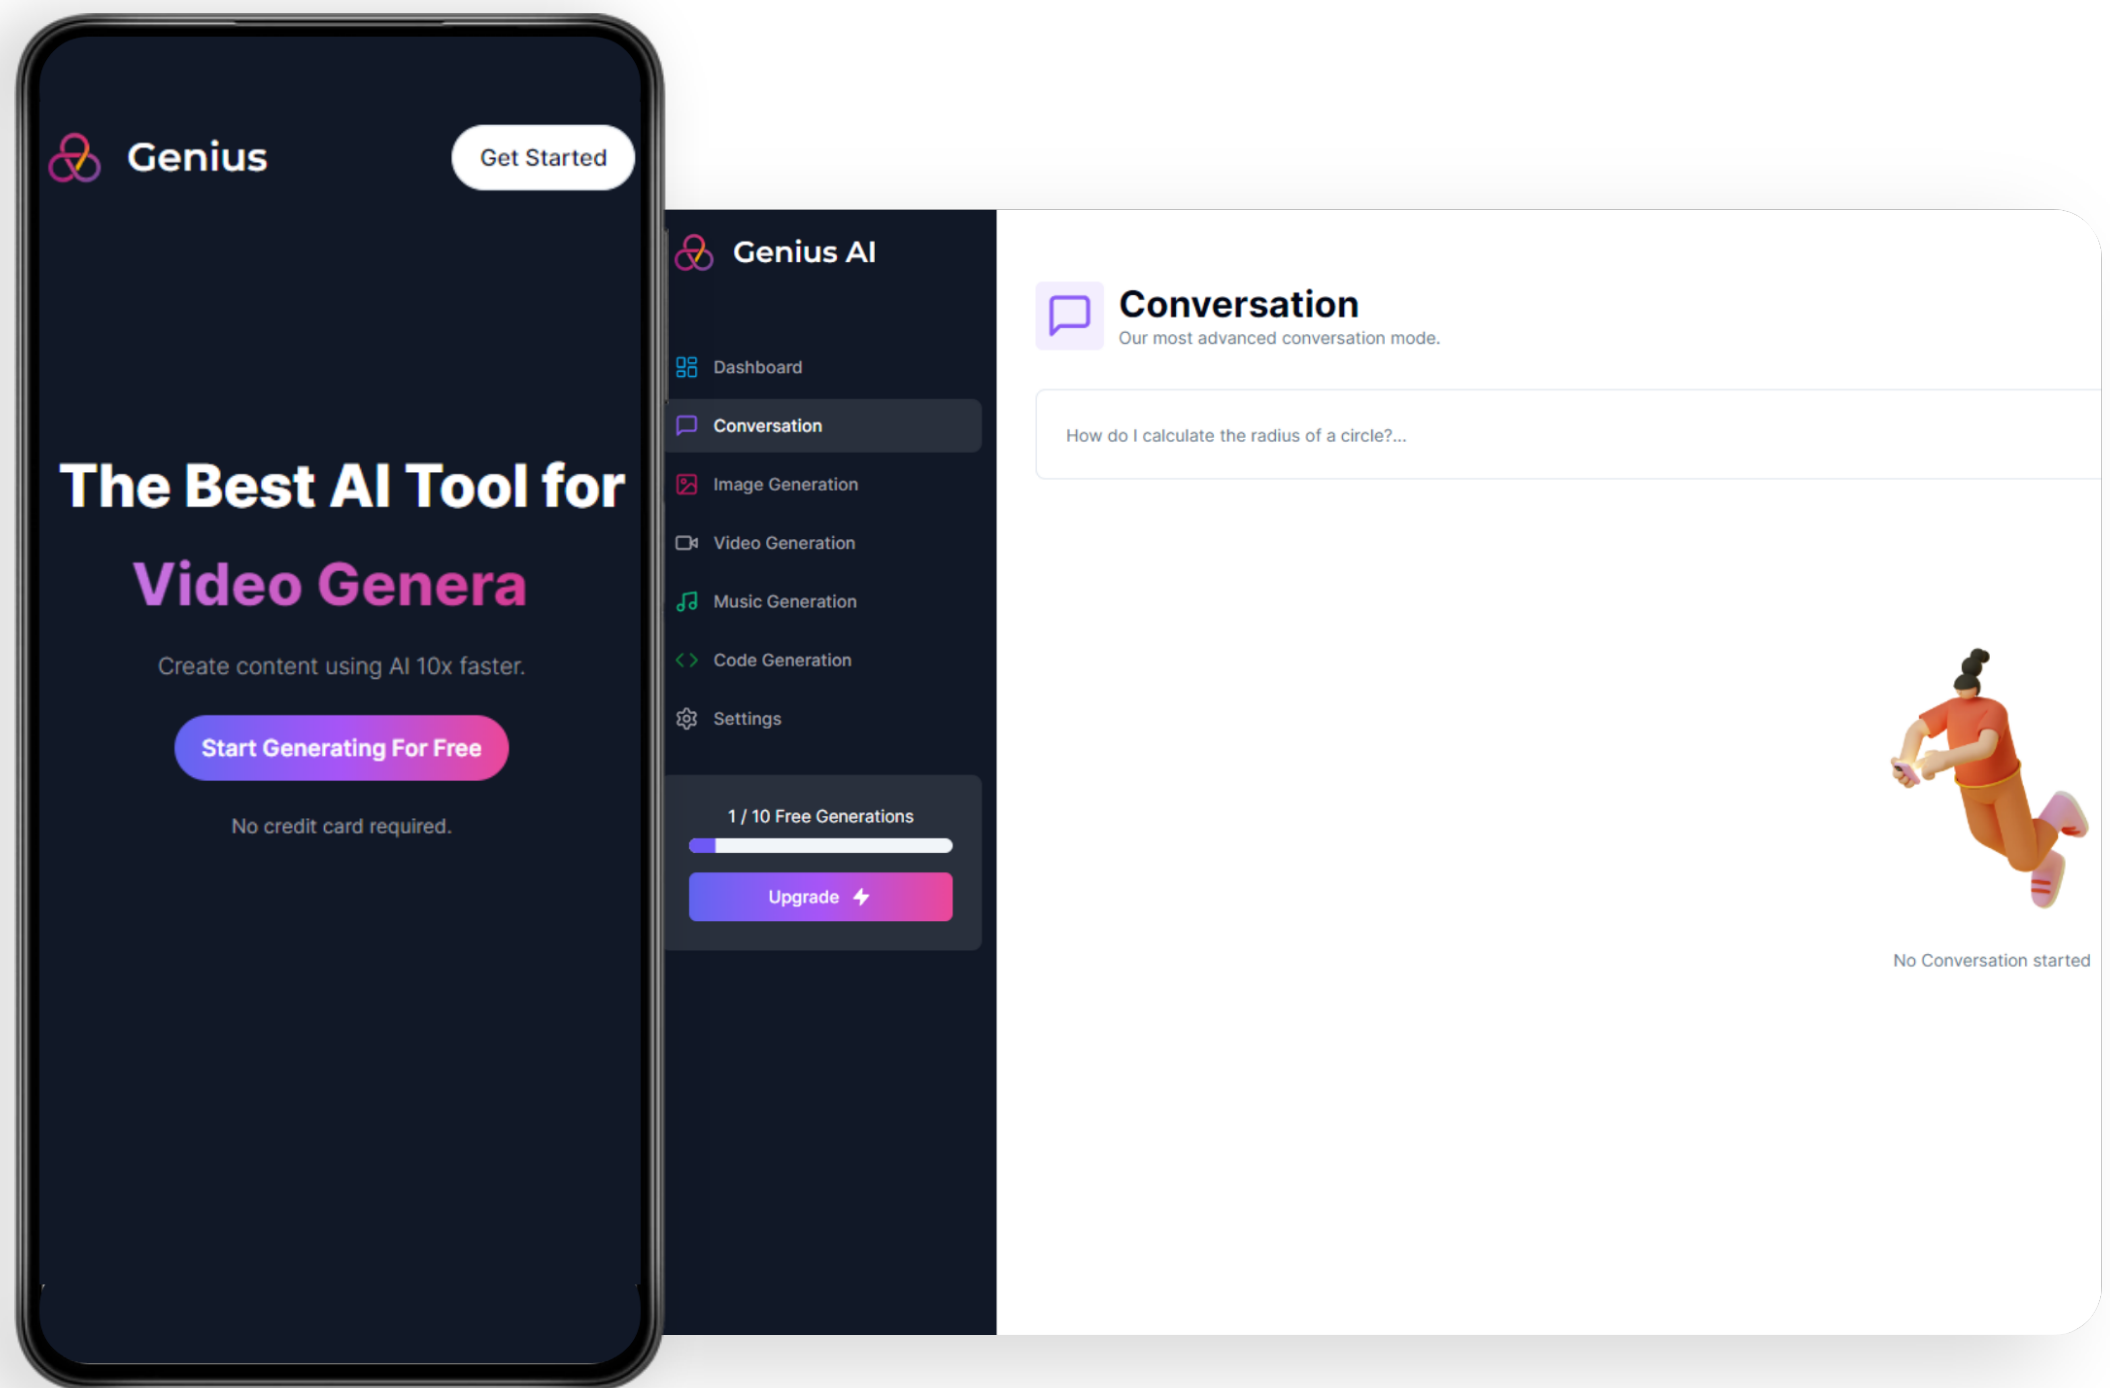 Genius
Get Started
The Best AI Tool for
Video Genera
Create content using AI 10x faster.
Start Generating For Free
No credit card required.
Genius AI
Dashboard
Conversation
Image Generation
Video Generation
Music Generation
Code Generation
Settings
1 / 10 Free Generations
Upgrade
Conversation
Our most advanced conversation mode.
How do I calculate the radius of a circle?...
No Conversation started